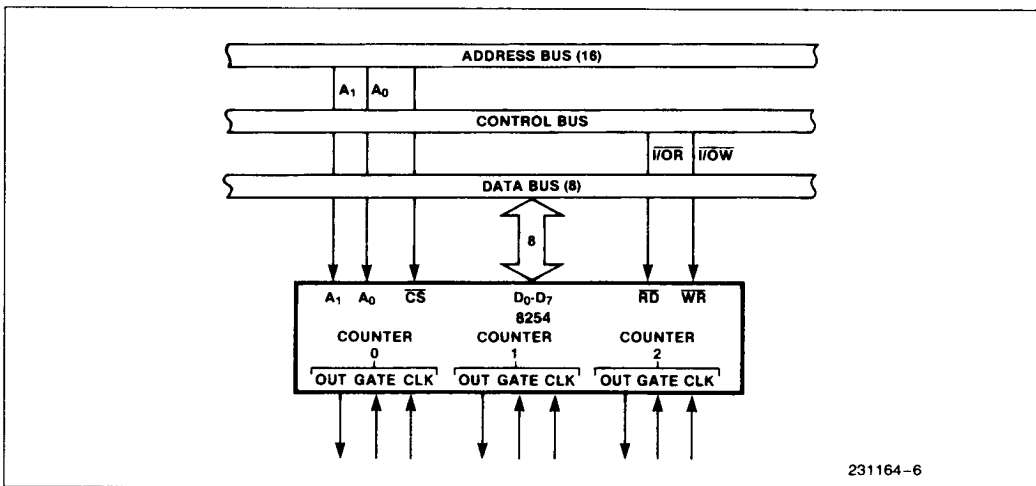 ADDRESS BUS (16)
A1 A0
CONTROL BUS
I/OR I/OW
DATA BUS (8)
8
A1 A0 CS D0-D7 RD WR
8254
COUNTER COUNTER COUNTER
0 1 2
OUT GATE CLK OUT GATE CLK OUT GATE CLK
231164-6